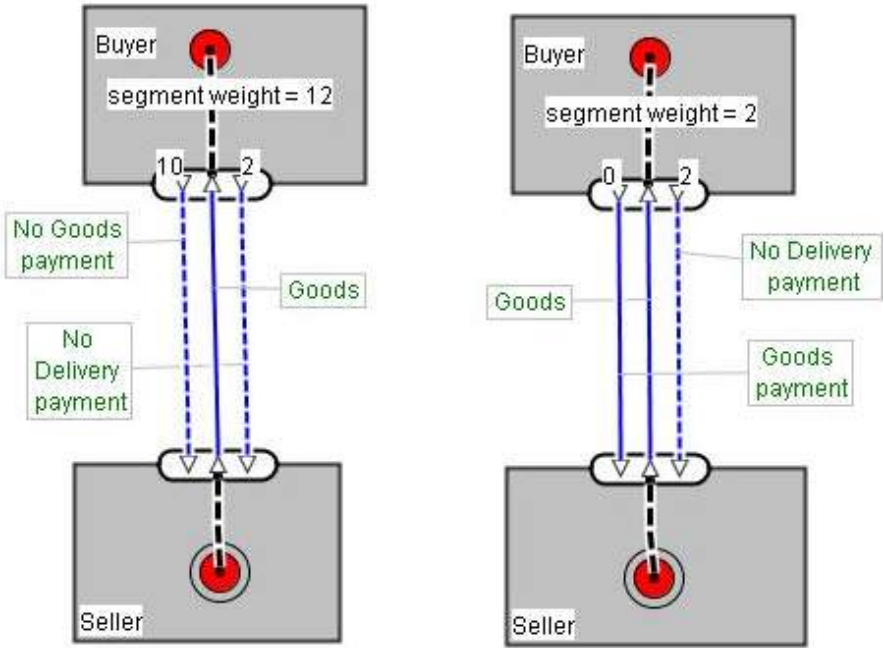 Buyer
segment weight = 12
10
2
No Goods
payment
Goods
No
Delivery
payment
Seller
Buyer
segment weight = 2
0
2
No Delivery
payment
Goods
Goods
payment
Seller